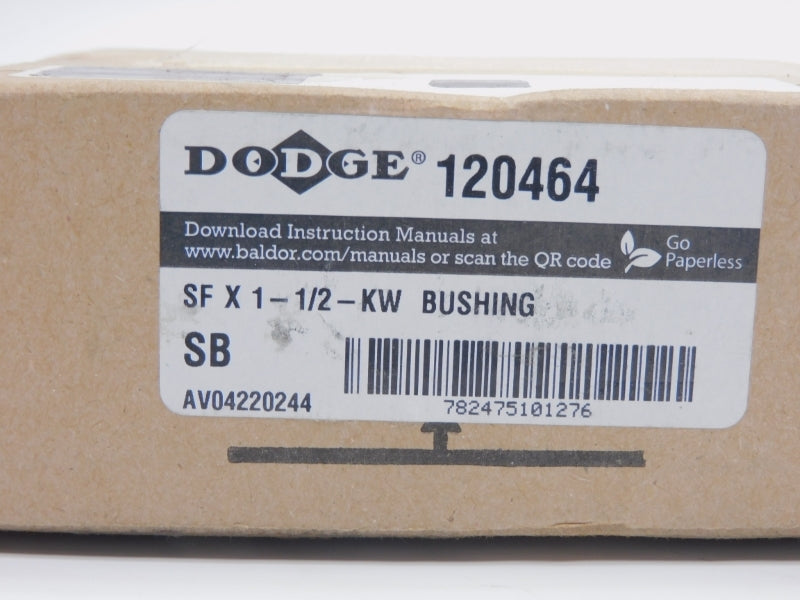 DODGE® 120464
Download Instruction Manuals at
www.baldor.com/manuals or scan the QR code
Go
Paperless
SF X 1-1/2-KW BUSHING
SB
AV04220244
782475101276